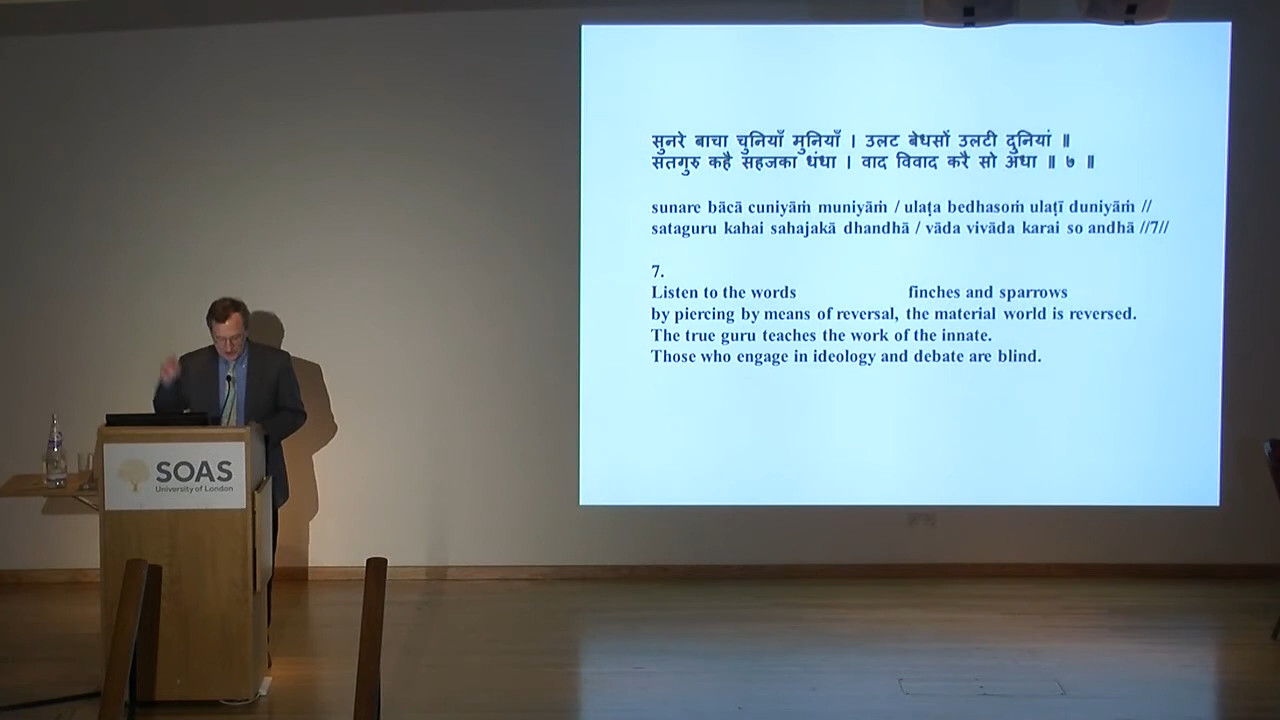 सुनरे बाचा चुनियाँ मुनियाँ । उलट बेधसों उलटी दुनियां ॥
सतगुरु कहै सहजका धंधा । वाद विवाद करै सो अंधा ॥ ७ ॥
sunare bācā cuniyāṁ muniyāṁ / ulaṭa bedhasoṁ ulaṭī duniyāṁ //
sataguru kahai sahajakā dhandhā / vāda vivāda karai so andhā //7//
7.
Listen to the words finches and sparrows
by piercing by means of reversal, the material world is reversed.
The true guru teaches the work of the innate.
Those who engage in ideology and debate are blind.
SOAS
University of London